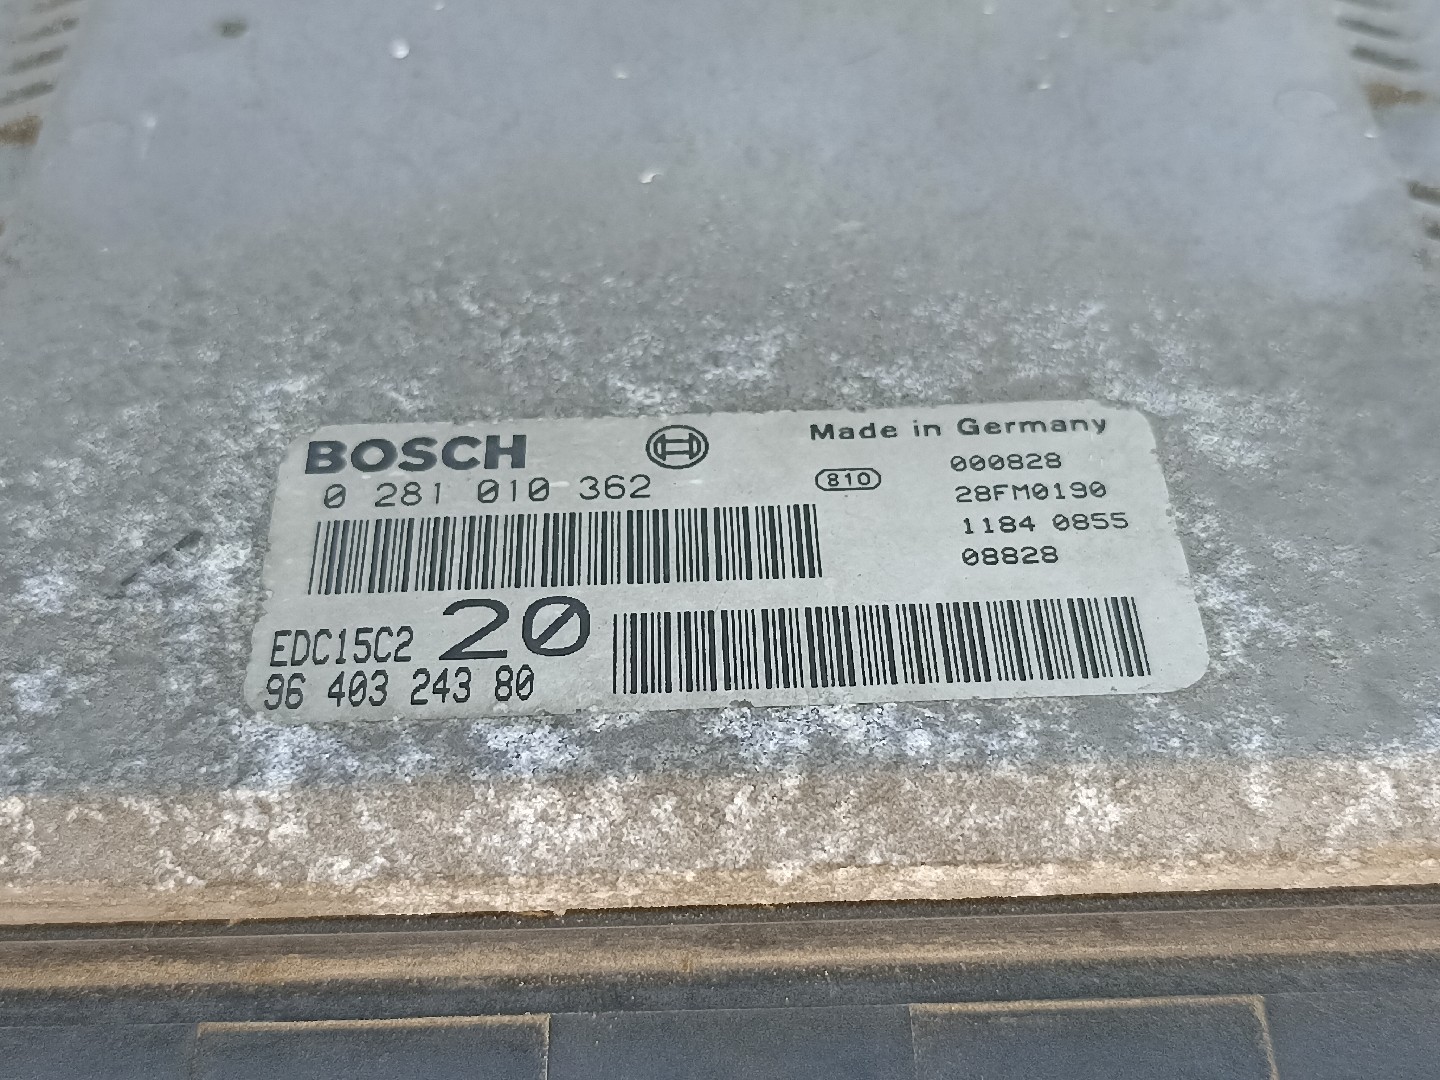 BOSCH
Made in Germany
0 281 010 362
810
000828
28FM0190
1184 0855
08828
EDC15C2 20
96 403 243 80